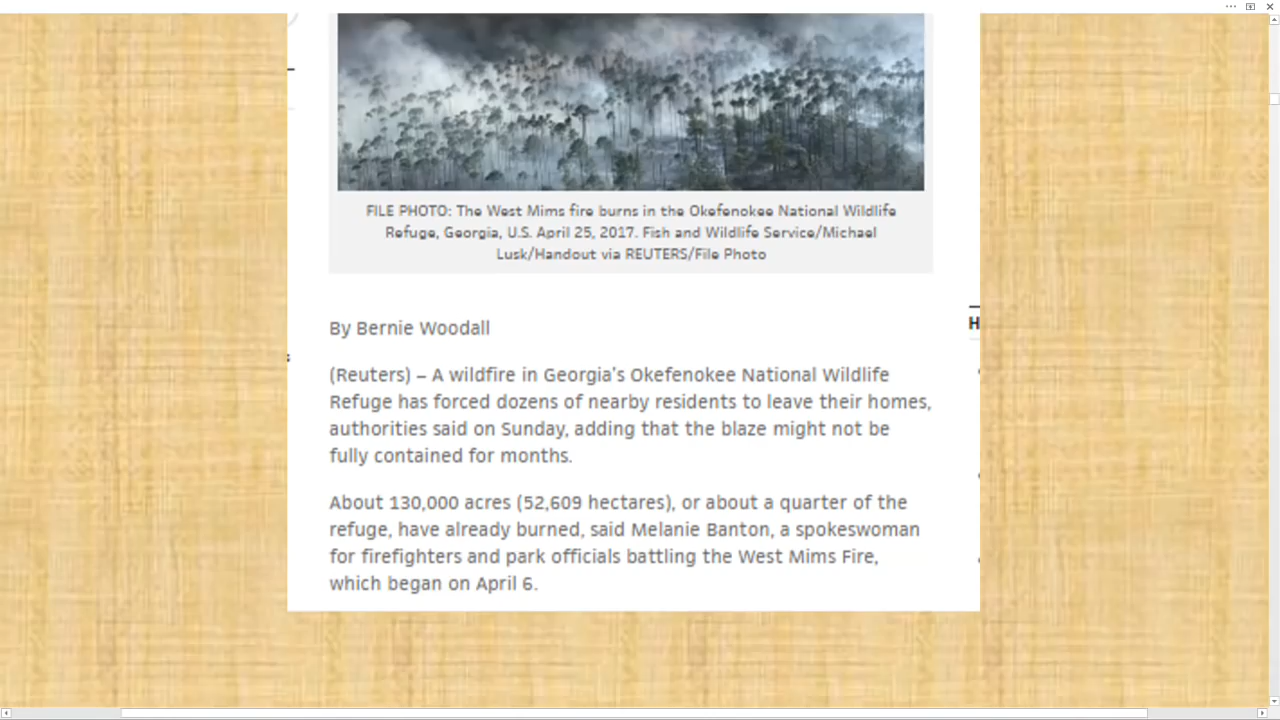 FILE PHOTO: The West Mims fire burns in the Okefenokee National Wildlife
Refuge, Georgia, U.S. April 25, 2017. Fish and Wildlife Service/Michael
Lusk/Handout via REUTERS/File Photo
By Bernie Woodall
H
(Reuters) – A wildfire in Georgia's Okefenokee National Wildlife
Refuge has forced dozens of nearby residents to leave their homes,
authorities said on Sunday, adding that the blaze might not be
fully contained for months.
About 130,000 acres (52,609 hectares), or about a quarter of the
refuge, have already burned, said Melanie Banton, a spokeswoman
for firefighters and park officials battling the West Mims Fire,
which began on April 6.